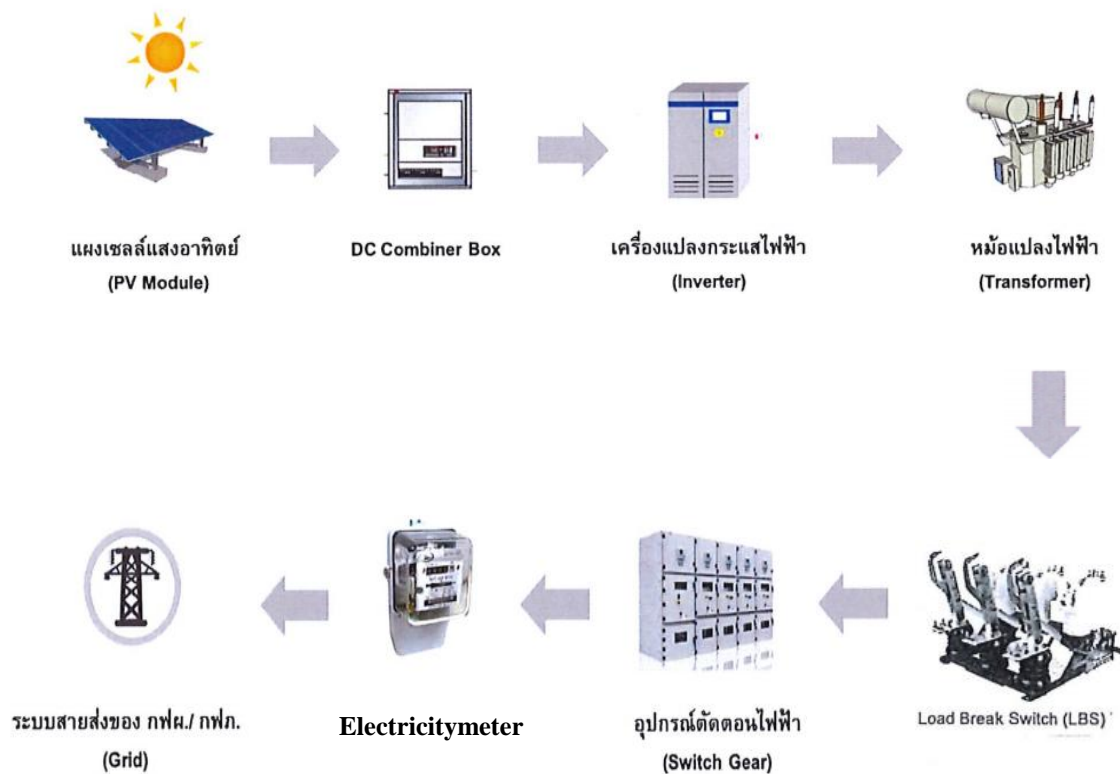 แผงเซลล์แสงอาทิตย์
(PV Module)
DC Combiner Box
เครื่องแปลงกระแสไฟฟ้า
(Inverter)
หม้อแปลงไฟฟ้า
(Transformer)
ระบบสายส่งของ กฟผ./ กฟภ.
(Grid)
Electricitymeter
อุปกรณ์ตัดตอนไฟฟ้า
(Switch Gear)
Load Break Switch (LBS)